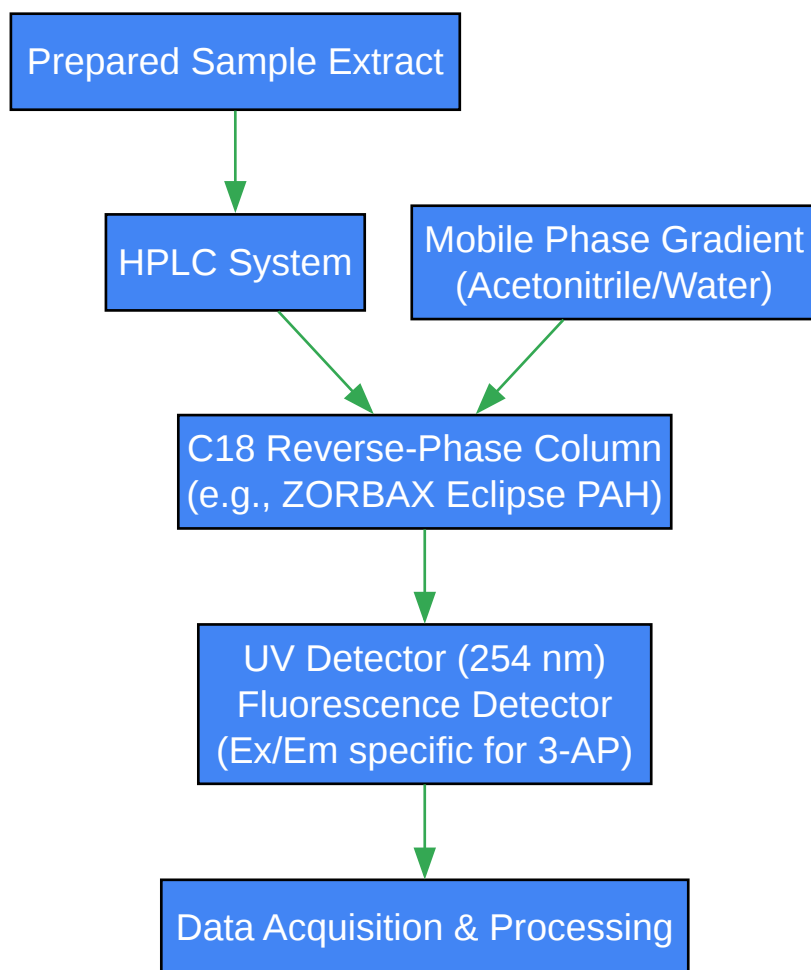 Prepared Sample Extract
HPLC System
Mobile Phase Gradient
(Acetonitrile/Water)
C18 Reverse-Phase Column
(e.g., ZORBAX Eclipse PAH)
UV Detector (254 nm)
Fluorescence Detector
(Ex/Em specific for 3-AP)
Data Acquisition & Processing